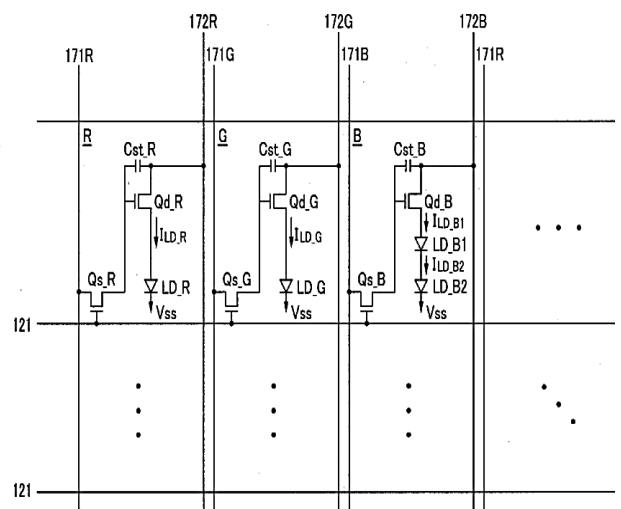 172R 172G 172B
171R 171G 171B 171R
R G B
Cst_R Cst_G Cst_B
Qd_R Qd_G Qd_B
ILD_R ILD_G ILD_B1
LD_B1
Qs_R Qs_G Qs_B ILD_B2
LD_R LD_G LD_B2
Vss Vss Vss
121
121